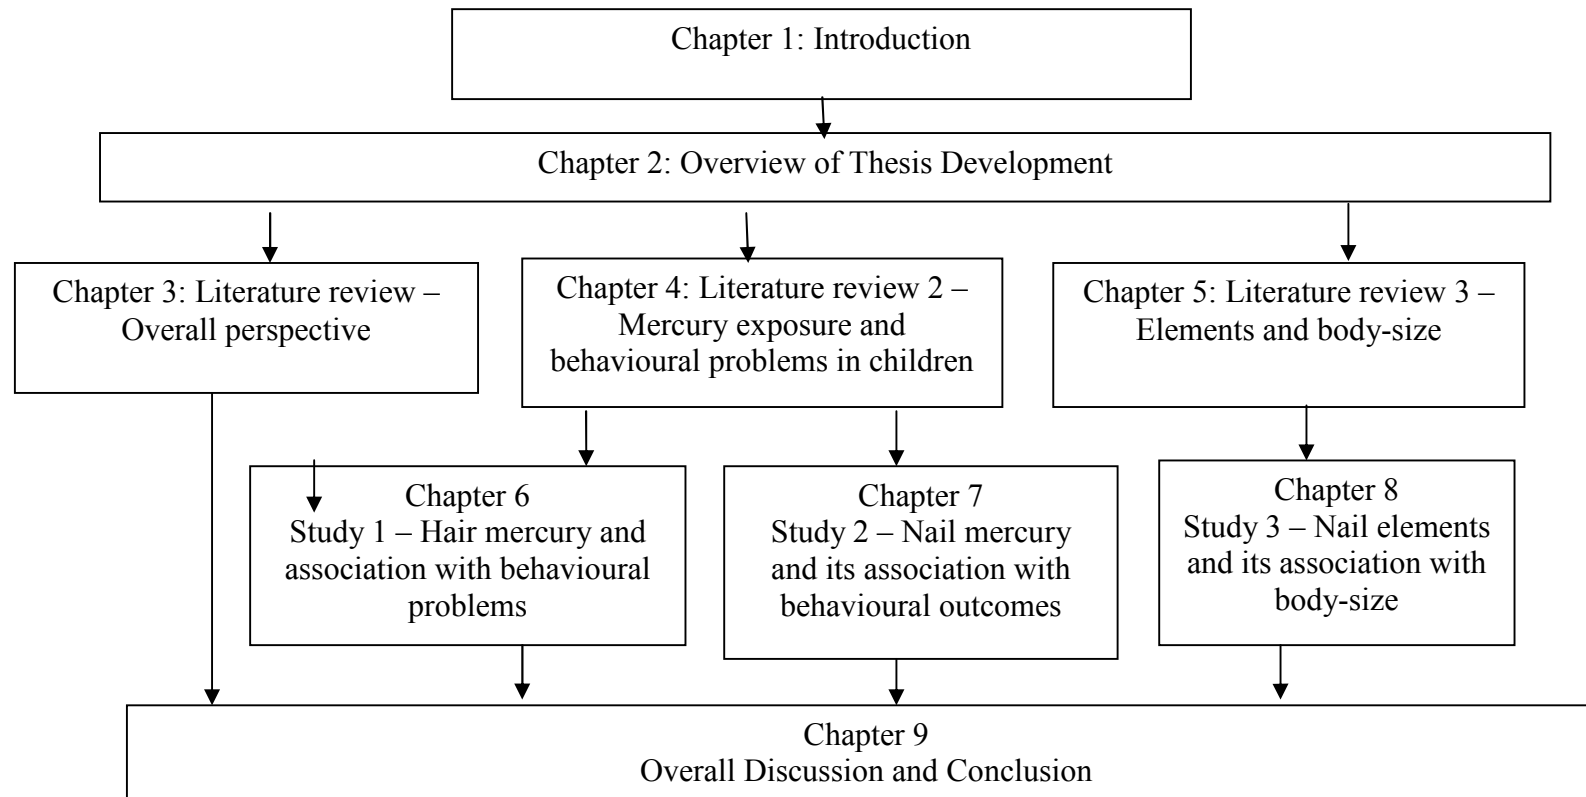 Chapter 1: Introduction
Chapter 2: Overview of Thesis Development
Chapter 3: Literature review –
Overall perspective
Chapter 4: Literature review 2 –
Mercury exposure and
behavioural problems in children
Chapter 5: Literature review 3 –
Elements and body-size
Chapter 6
Study 1 – Hair mercury and
association with behavioural
problems
Chapter 7
Study 2 – Nail mercury
and its association with
behavioural outcomes
Chapter 8
Study 3 – Nail elements
and its association with
body-size
Chapter 9
Overall Discussion and Conclusion